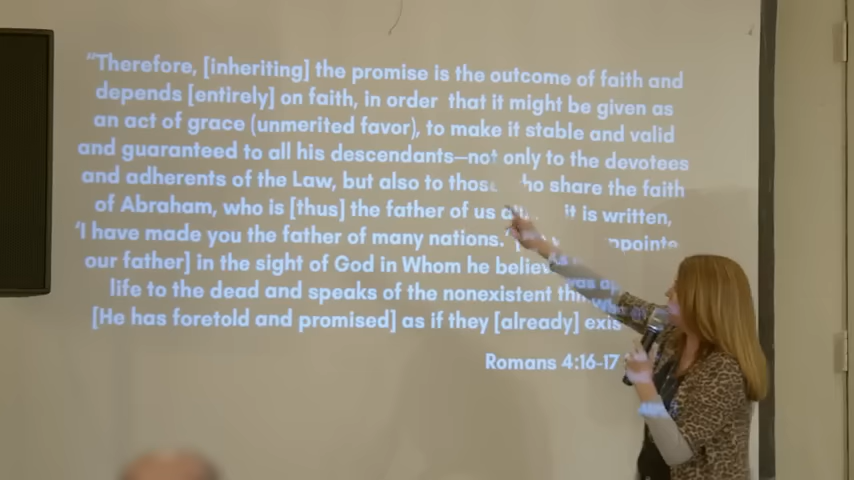 "Therefore, [inheriting] the promise is the outcome of faith and
depends [entirely] on faith, in order that it might be given as
an act of grace (unmerited favor), to make it stable and valid
and guaranteed to all his descendants—not only to the devotees
and adherents of the Law, but also to share the faith
of Abraham, who is [thus] the father of us it is written,
'I have made you the father of many nations.'
our father] in the sight of God in Whom he
life to the dead and speaks of the nonexistent
[He has foretold and promised] as if they [already]
Romans 4:16-17